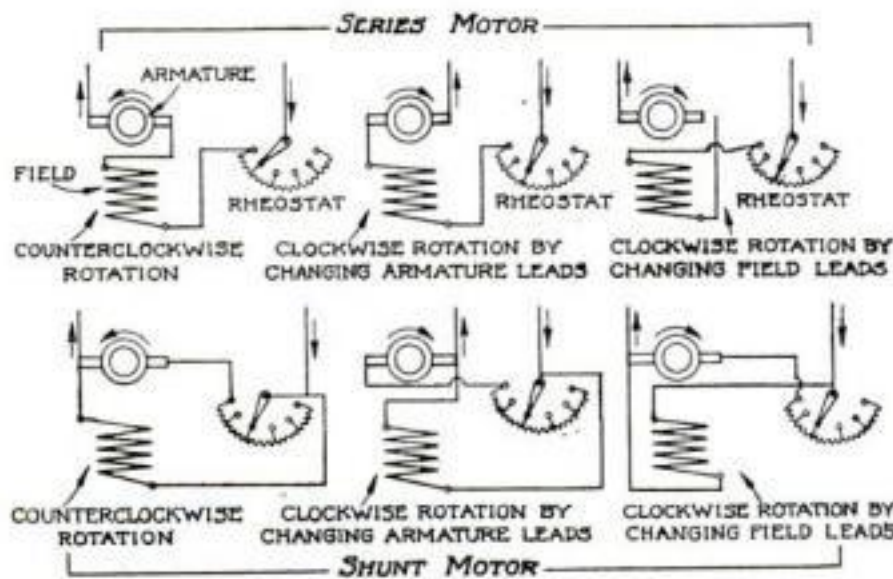 SERIES MOTOR
ARMATURE
FIELD
RHEOSTAT
RHEOSTAT
RHEOSTAT
COUNTERCLOCKWISE
ROTATION
CLOCKWISE ROTATION BY
CHANGING ARMATURE LEADS
CLOCKWISE ROTATION BY
CHANGING FIELD LEADS
COUNTERCLOCKWISE
ROTATION
CLOCKWISE ROTATION BY
CHANGING ARMATURE LEADS
CLOCKWISE ROTATION BY
CHANGING FIELD LEADS
SHUNT MOTOR